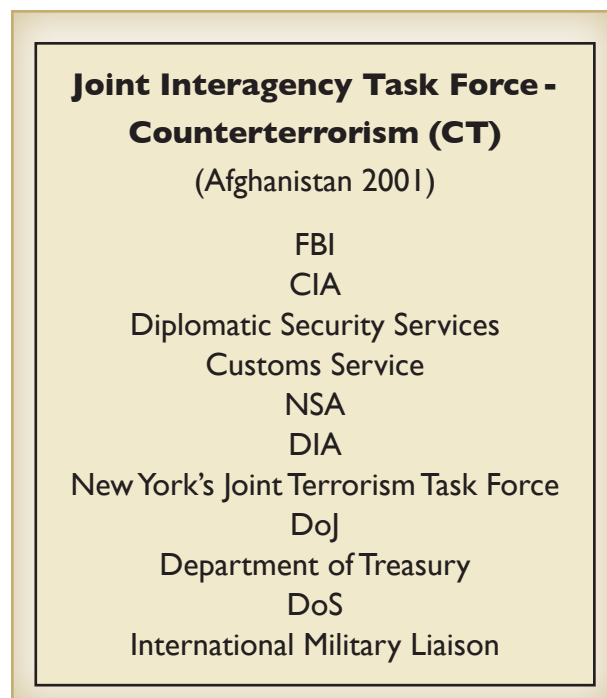 Joint Interagency Task Force -
Counterterrorism (CT)
(Afghanistan 2001)
FBI
CIA
Diplomatic Security Services
Customs Service
NSA
DIA
New York's Joint Terrorism Task Force
DoJ
Department of Treasury
DoS
International Military Liaison